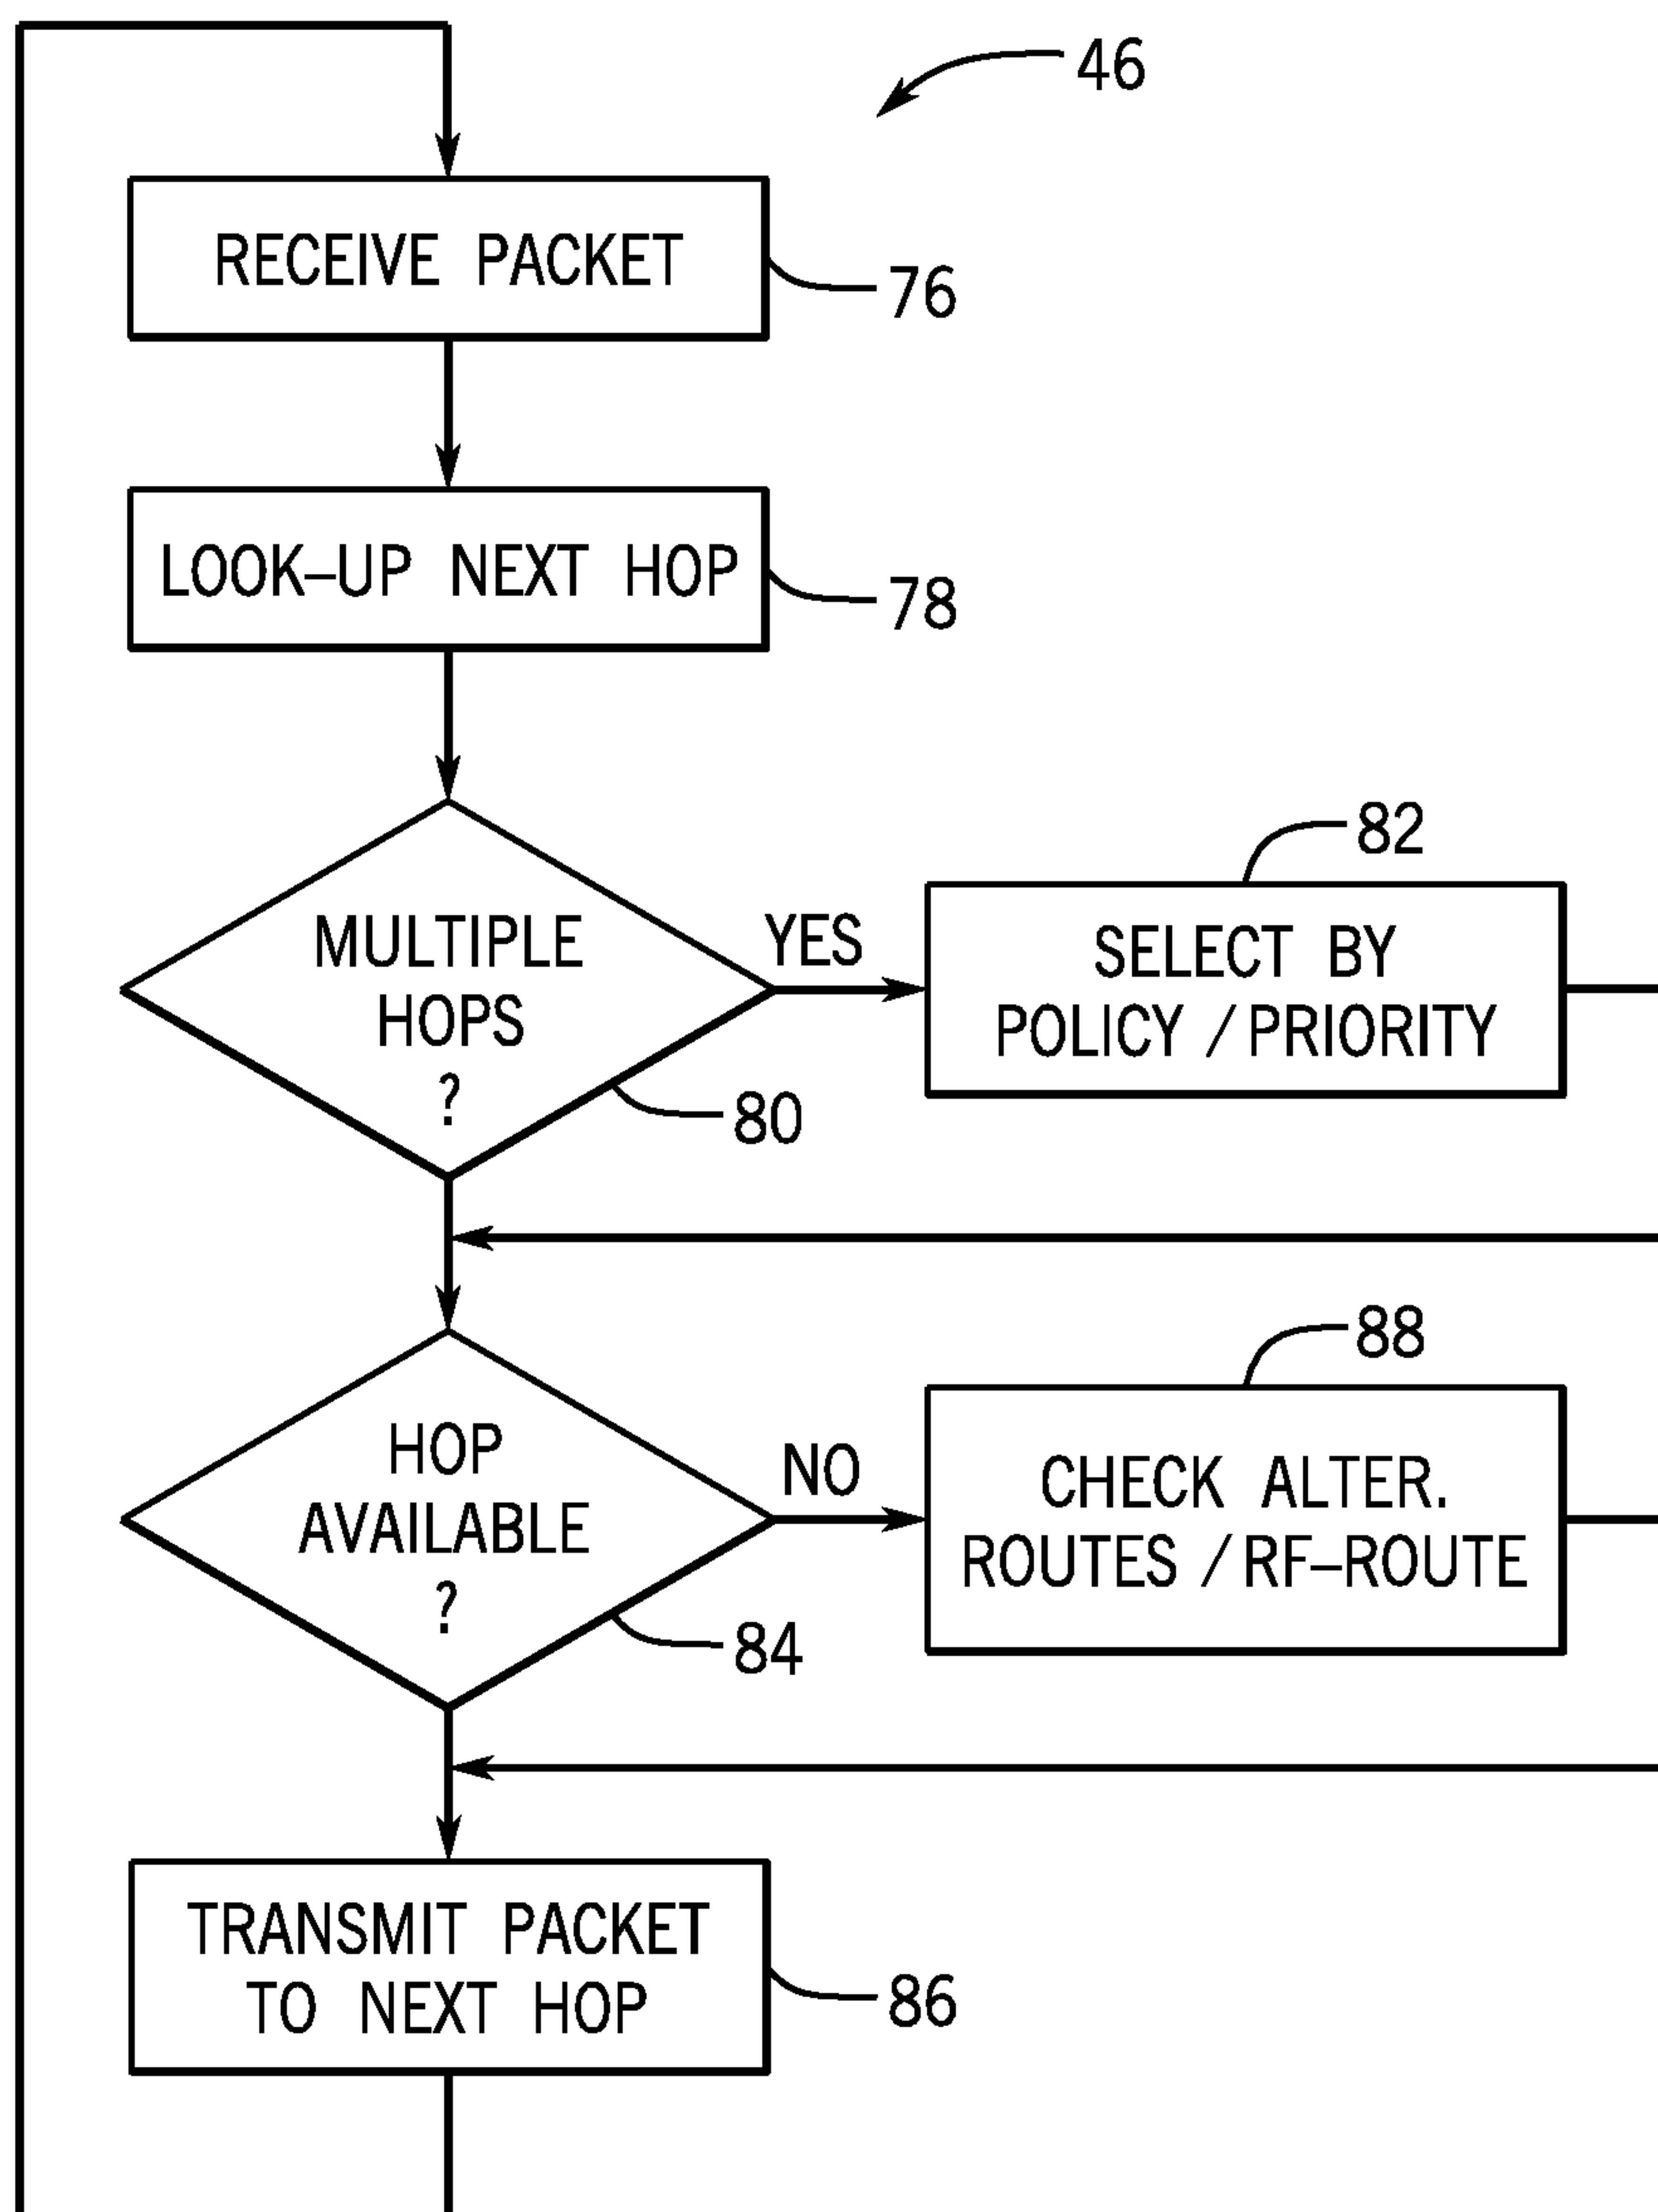 46
RECEIVE PACKET
76
LOOK-UP NEXT HOP
78
MULTIPLE
HOPS
?
80
YES
82
SELECT BY
POLICY / PRIORITY
HOP
AVAILABLE
?
84
NO
88
CHECK ALTER.
ROUTES / RF-ROUTE
TRANSMIT PACKET
TO NEXT HOP
86